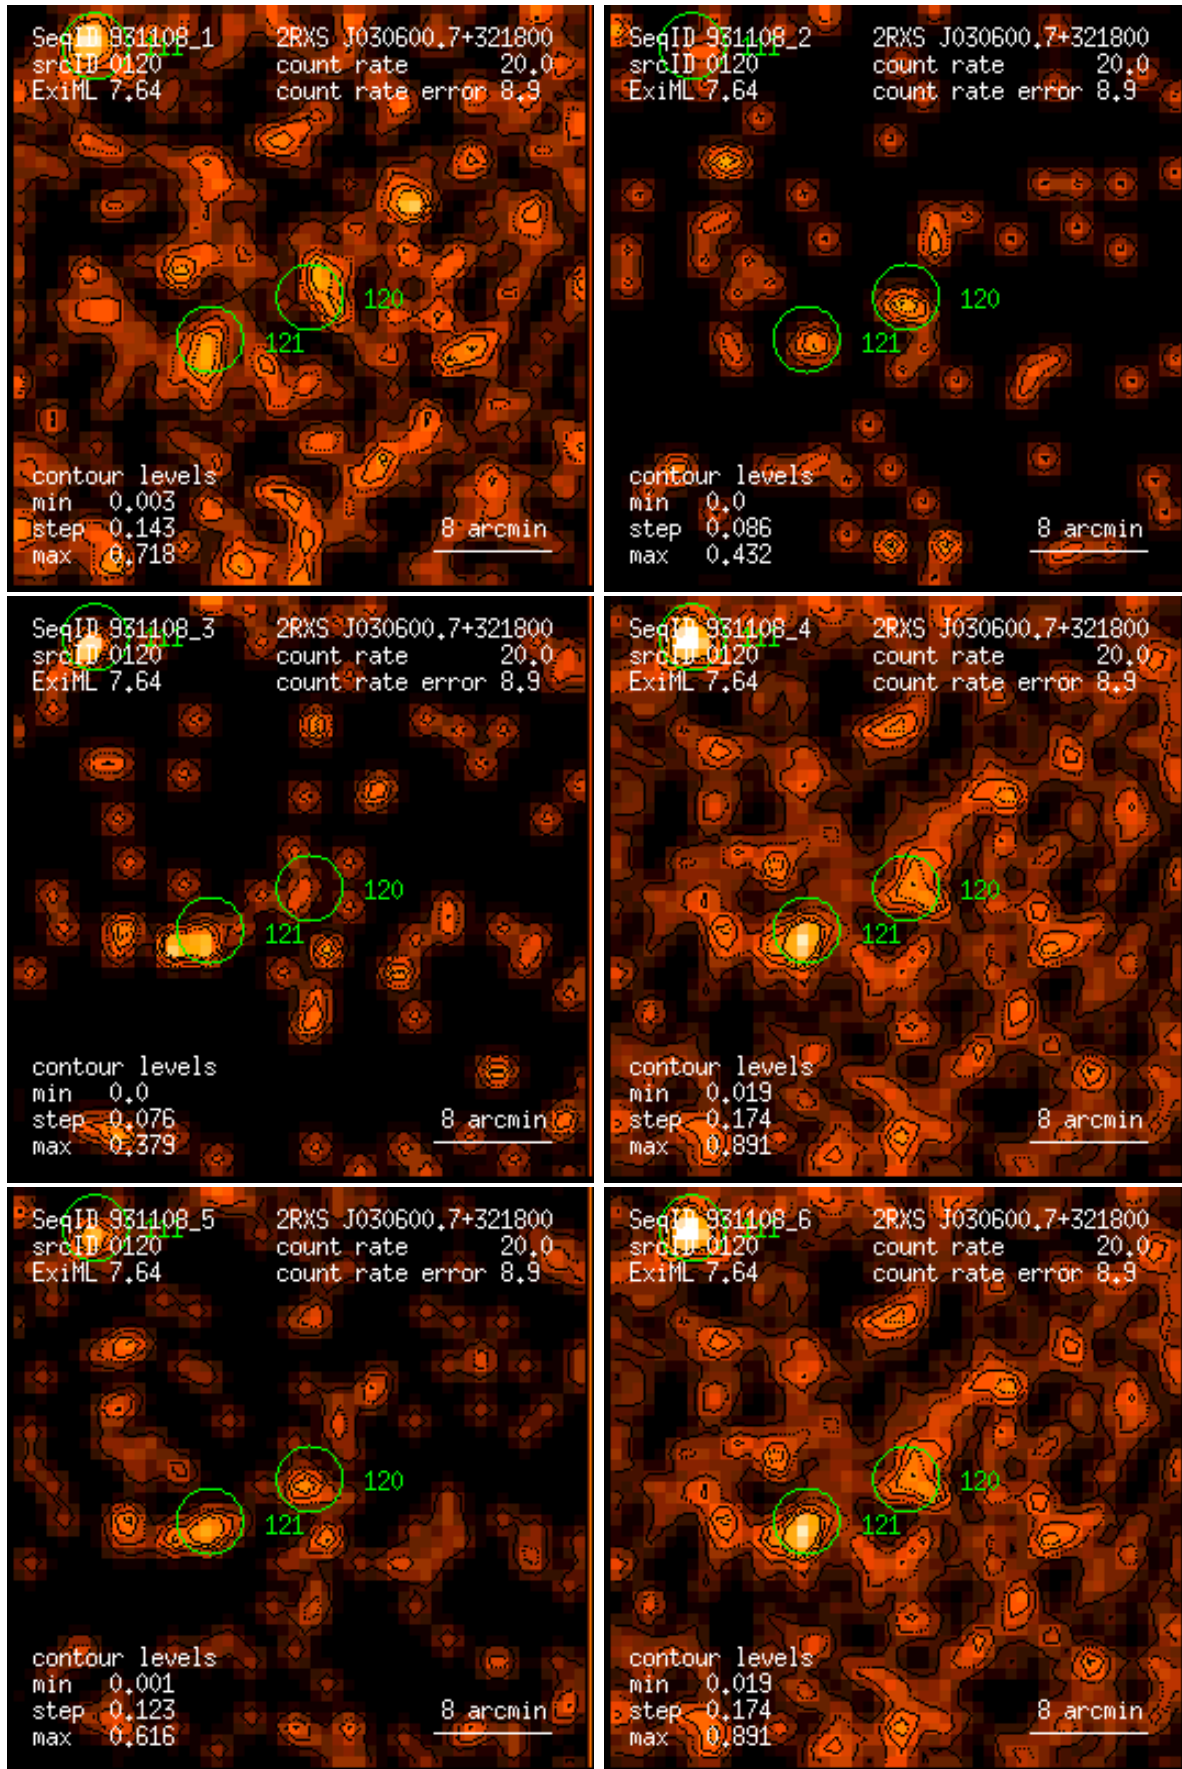 SeqID 931108_1 2RXS J030600.7+321800
111
srcID 0120 count rate 20.0
ExiML 7.64 count rate error 8.9
120
121
contour levels
min 0.003
step 0.143 8 arcmin
max 0.718
SeqID 931108_2 2RXS J030600.7+321800
111
srcID 0120 count rate 20.0
ExiML 7.64 count rate error 8.9
120
121
contour levels
min 0.0
step 0.086 8 arcmin
max 0.432
SeqID 931108_3 2RXS J030600.7+321800
111
srcID 0120 count rate 20.0
ExiML 7.64 count rate error 8.9
120
121
contour levels
min 0.0
step 0.076 8 arcmin
max 0.379
SeqID 931108_4 2RXS J030600.7+321800
111
srcID 0120 count rate 20.0
ExiML 7.64 count rate error 8.9
120
121
contour levels
min 0.019
step 0.174 8 arcmin
max 0.891
SeqID 931108_5 2RXS J030600.7+321800
111
srcID 0120 count rate 20.0
ExiML 7.64 count rate error 8.9
120
121
contour levels
min 0.001
step 0.123 8 arcmin
max 0.616
SeqID 931108_6 2RXS J030600.7+321800
111
srcID 0120 count rate 20.0
ExiML 7.64 count rate error 8.9
120
121
contour levels
min 0.019
step 0.174 8 arcmin
max 0.891